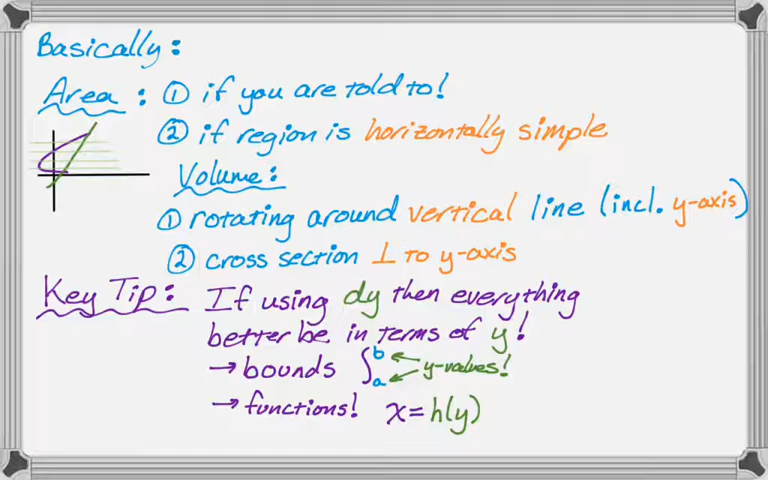 Basically:
Area: ① if you are told to!
② if region is horizontally simple
Volume:
① rotating around vertical line (incl. y-axis)
② cross section ⊥ to y-axis
Key Tip: If using dy then everything
better be in terms of y!
→ bounds ∫ₐᵇ y-values!
→ functions! x=h(y)